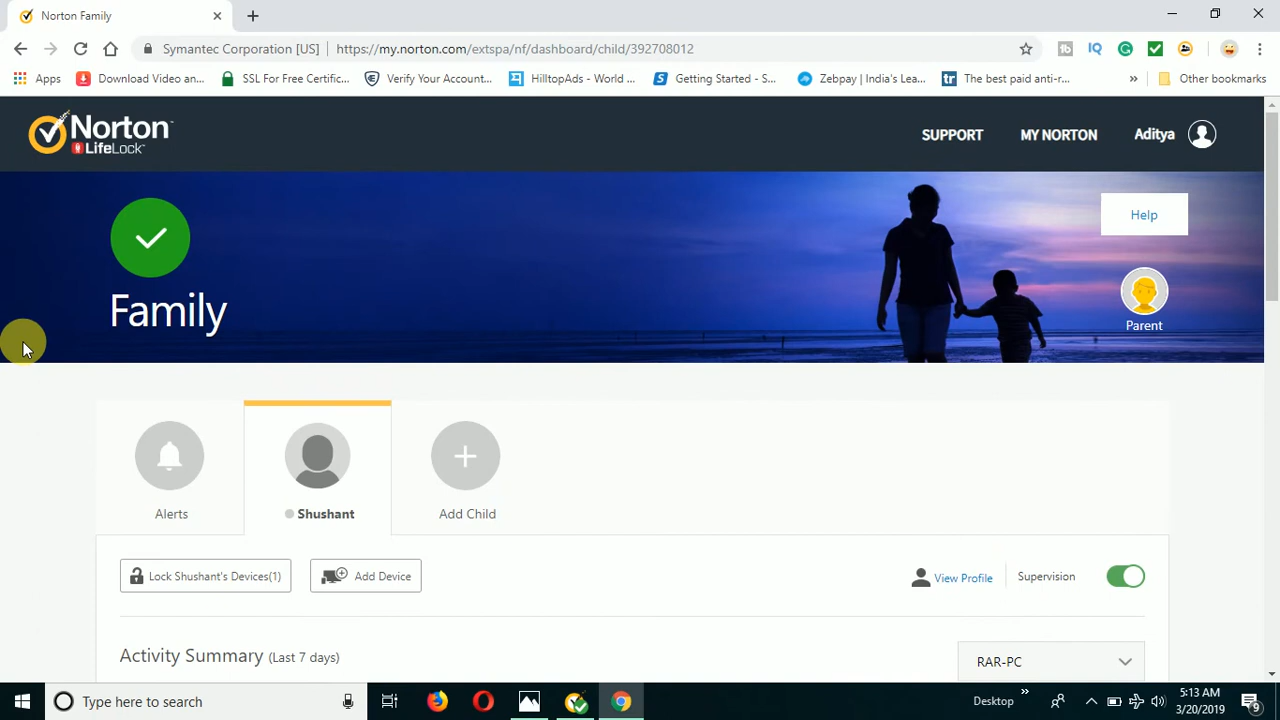 Norton Family
Symantec Corporation [US] https://my.norton.com/extspa/nf/dashboard/child/392708012
IQ
Apps Download Video an... SSL For Free Certific... Verify Your Account... HilltopAds - World ... Getting Started - S... Zebpay | India's Lea... tr The best paid anti-r... » Other bookmarks
Norton
LifeLock
SUPPORT MY NORTON Aditya
Help
Family
Parent
Alerts Shushant Add Child
Lock Shushant's Devices(1) Add Device View Profile Supervision
Activity Summary (Last 7 days) RAR-PC
Type here to search Desktop » 5:13 AM
3/20/2019 9